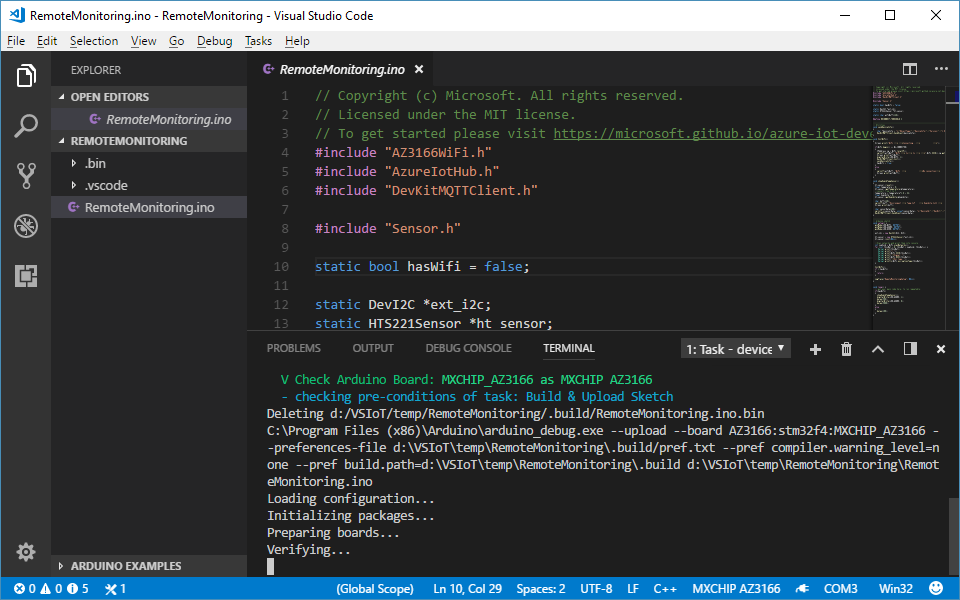 RemoteMonitoring.ino - RemoteMonitoring - Visual Studio Code
File Edit Selection View Go Debug Tasks Help
EXPLORER
OPEN EDITORS
RemoteMonitoring.ino
REMOTEMONITORING
.bin
.vscode
RemoteMonitoring.ino
ARDUINO EXAMPLES
RemoteMonitoring.ino
1 // Copyright (c) Microsoft. All rights reserved.
2 // Licensed under the MIT license.
3 // To get started please visit https://microsoft.github.io/azure-iot-deve
4 #include "AZ3166WiFi.h"
5 #include "AzureIotHub.h"
6 #include "DevKitMQTTClient.h"
7
8 #include "Sensor.h"
9
10 static bool hasWifi = false;
11
12 static DevI2C *ext_i2c;
13 static HTS221Sensor *ht_sensor;
PROBLEMS OUTPUT DEBUG CONSOLE TERMINAL 1: Task - device
V Check Arduino Board: MXCHIP_AZ3166 as MXCHIP AZ3166
- checking pre-conditions of task: Build & Upload Sketch
Deleting d:/VSIoT/temp/RemoteMonitoring/.build/RemoteMonitoring.ino.bin
C:\Program Files (x86)\Arduino\arduino_debug.exe --upload --board AZ3166:stm32f4:MXCHIP_AZ3166 -
-preferences-file d:\VSIoT\temp\RemoteMonitoring\.build/pref.txt --pref compiler.warning_level=n
one --pref build.path=d:\VSIoT\temp\RemoteMonitoring\.build d:\VSIoT\temp\RemoteMonitoring\Remot
eMonitoring.ino
Loading configuration...
Initializing packages...
Preparing boards...
Verifying...
0 0 5 1 (Global Scope) Ln 10, Col 29 Spaces: 2 UTF-8 LF C++ MXCHIP AZ3166 COM3 Win32